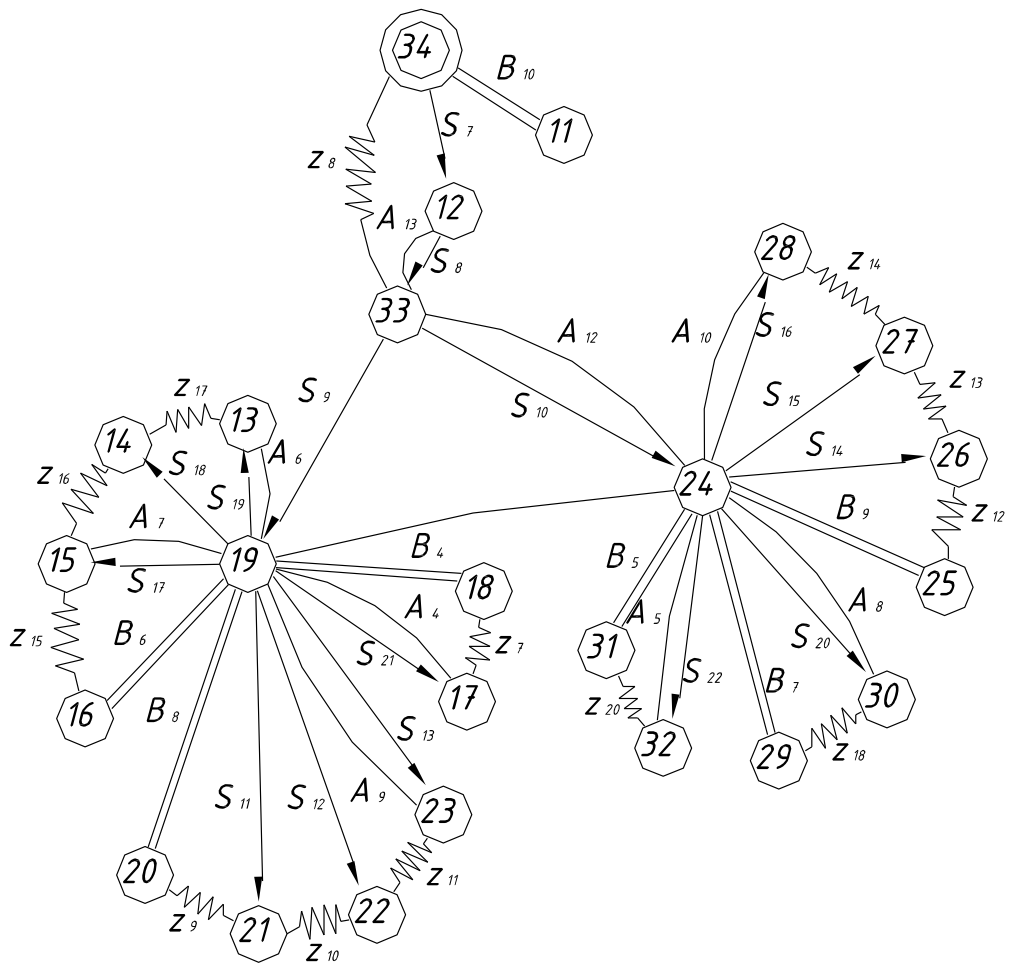 34
B 10
11
S 7
z 8
12
A 13
S 8
33
28
z 14
A 10
S 16
27
A 12
z 13
S 9
S 10
S 15
z 17
13
14
S 14
26
z 16
S 18
A 6
24
S 19
B 9
z 12
A 7
15
19
B 4
B 5
S 17
18
25
A 4
A 5
A 8
z 15
B 6
31
S 20
z 7
S 21
S 22
B 7
30
16
17
z 20
B 8
S 13
32
29
z 18
S 11
S 12
A 9
23
20
z 11
z 9
21
22
z 10